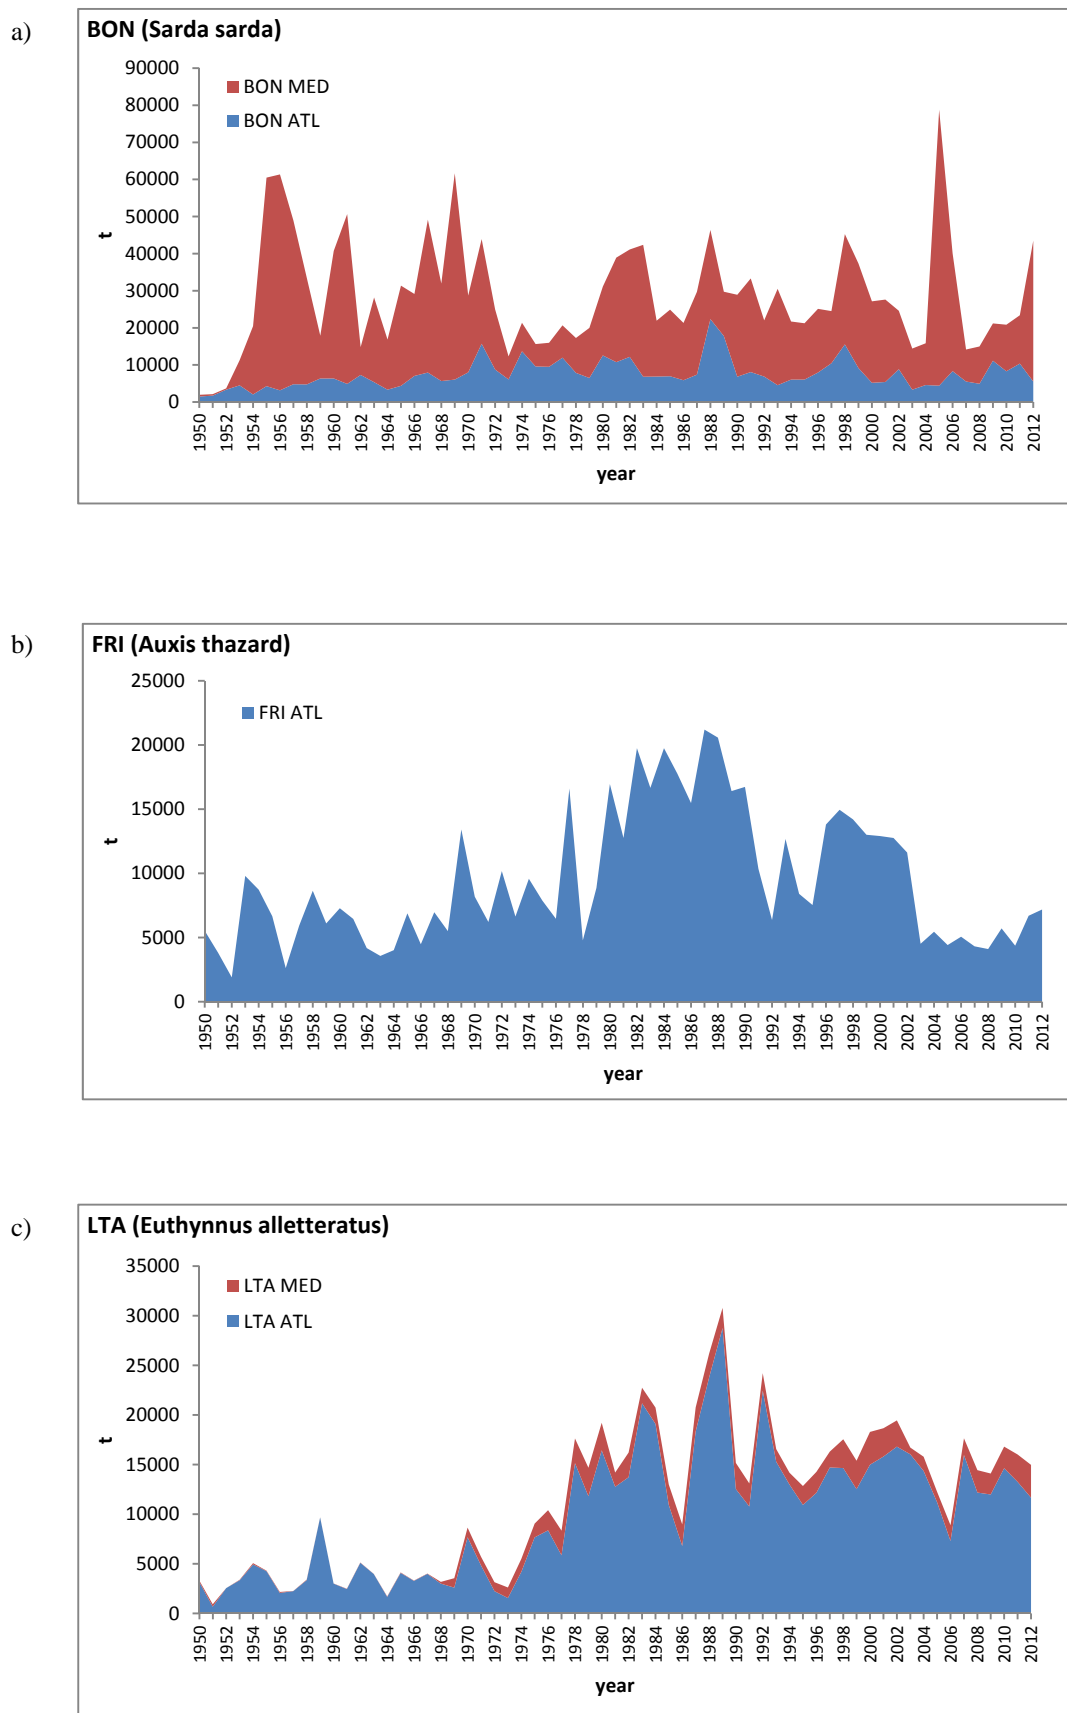 a)
BON (Sarda sarda)
90000
80000
70000
60000
50000
40000
30000
20000
10000
0
t
BON MED
BON ATL
1950 1952 1954 1956 1958 1960 1962 1964 1966 1968 1970 1972 1974 1976 1978 1980 1982 1984 1986 1988 1990 1992 1994 1996 1998 2000 2002 2004 2006 2008 2010 2012
year
b)
FRI (Auxis thazard)
25000
20000
15000
10000
5000
0
t
FRI ATL
1950 1952 1954 1956 1958 1960 1962 1964 1966 1968 1970 1972 1974 1976 1978 1980 1982 1984 1986 1988 1990 1992 1994 1996 1998 2000 2002 2004 2006 2008 2010 2012
year
c)
LTA (Euthynnus alletteratus)
35000
30000
25000
20000
15000
10000
5000
0
t
LTA MED
LTA ATL
1950 1952 1954 1956 1958 1960 1962 1964 1966 1968 1970 1972 1974 1976 1978 1980 1982 1984 1986 1988 1990 1992 1994 1996 1998 2000 2002 2004 2006 2008 2010 2012
year